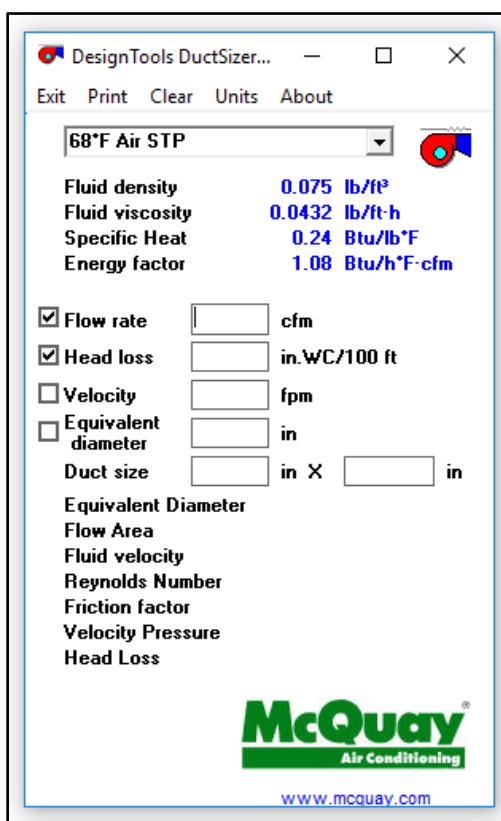 DesignTools DuctSizer...
Exit Print Clear Units About
68°F Air STP
Fluid density 0.075 lb/ft³
Fluid viscosity 0.0432 lb/ft·h
Specific Heat 0.24 Btu/lb°F
Energy factor 1.08 Btu/h°F·cfm
Flow rate cfm
Head loss in.WC/100 ft
Velocity fpm
Equivalent
diameter in
Duct size in X in
Equivalent Diameter
Flow Area
Fluid velocity
Reynolds Number
Friction factor
Velocity Pressure
Head Loss
McQuay®
Air Conditioning
www.mcquay.com